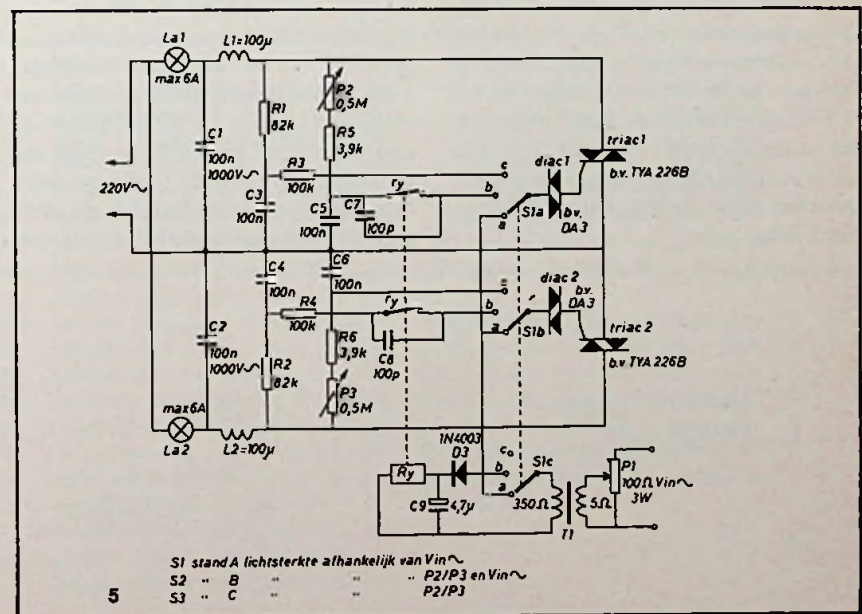 La1
max 6A
L1=100µ
C1
100n
1000V~
220V~
R1
82k
C3
100n
R3
100k
P2
0,5M
R5
3,9k
C5
100n
ry
C7
100p
c
b
a
S1a
diac1
b.v.
DA3
triac1
b.v. TYA 226B
C4
100n
R4
100k
C6
100n
ry
C8
100p
b
a
S1b
diac 2
b.v.
DA3
triac 2
b.v. TYA 226B
C2
100n
1000V~
R2
82k
R6
3,9k
P3
0,5M
max 6A
La2
L2=100µ
1N4003
D3
Ry
C9
4,7µ
c
b
a
S1c
350Ω
T1
5Ω
P1
100Ω Vin~
3W
S1 stand A lichtsterkte afhankelijk van Vin~
S2 " B " " " P2/P3 en Vin~
S3 " C " " " P2/P3
5